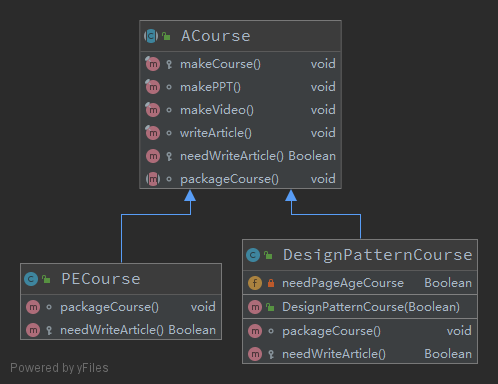 ACourse
makeCourse() void
makePPT() void
makeVideo() void
writeArticle() void
needWriteArticle() Boolean
packageCourse() void
PECourse
packageCourse() void
needWriteArticle() Boolean
DesignPatternCourse
needPageAgeCourse Boolean
DesignPatternCourse(Boolean)
packageCourse() void
needWriteArticle() Boolean
Powered by yFiles